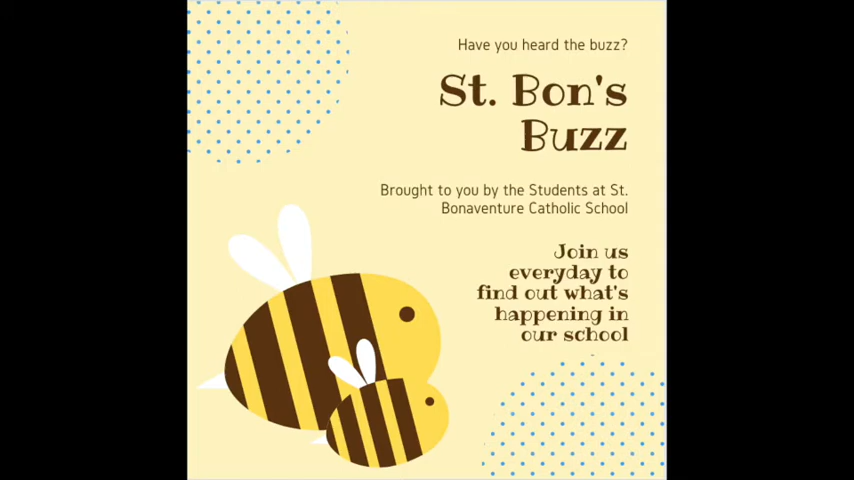 Have you heard the buzz?
St. Bon's
Buzz
Brought to you by the Students at St.
Bonaventure Catholic School
Join us
everyday to
find out what's
happening in
our school